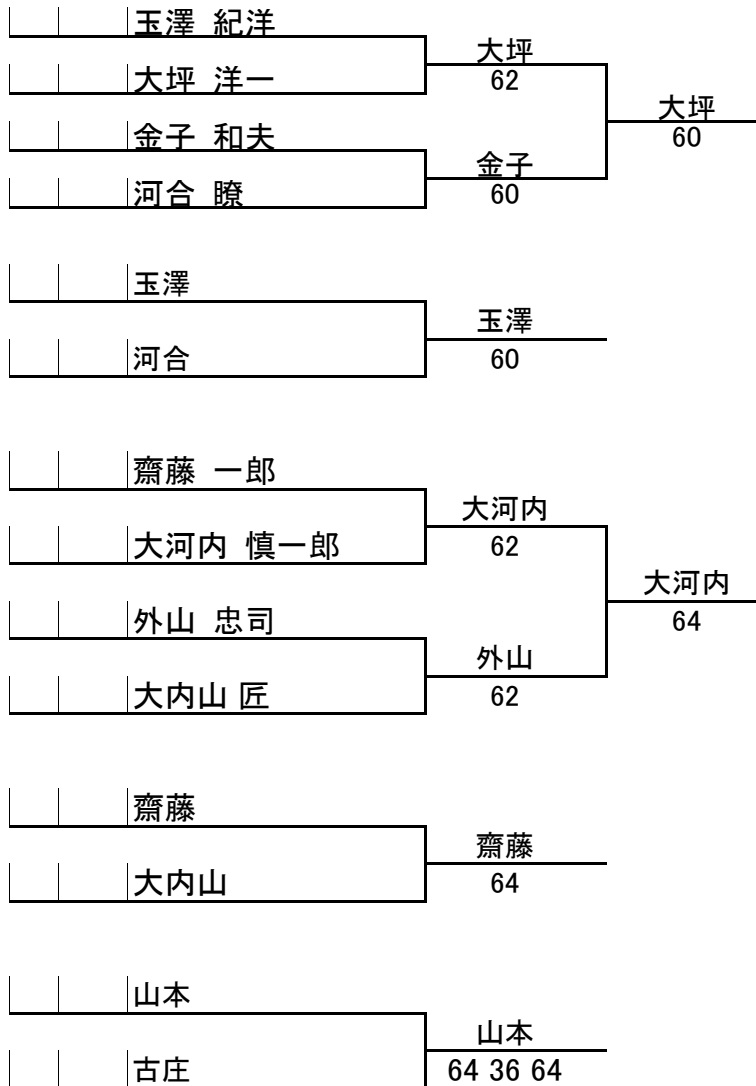 玉澤 紀洋
大坪 洋一
大坪
62
金子 和夫
河合 瞭
金子
60
大坪
60
玉澤
河合
玉澤
60
齋藤 一郎
大河内 慎一郎
大河内
62
外山 忠司
大内山 匠
外山
62
大河内
64
齋藤
大内山
齋藤
64
山本
古庄
山本
64 36 64